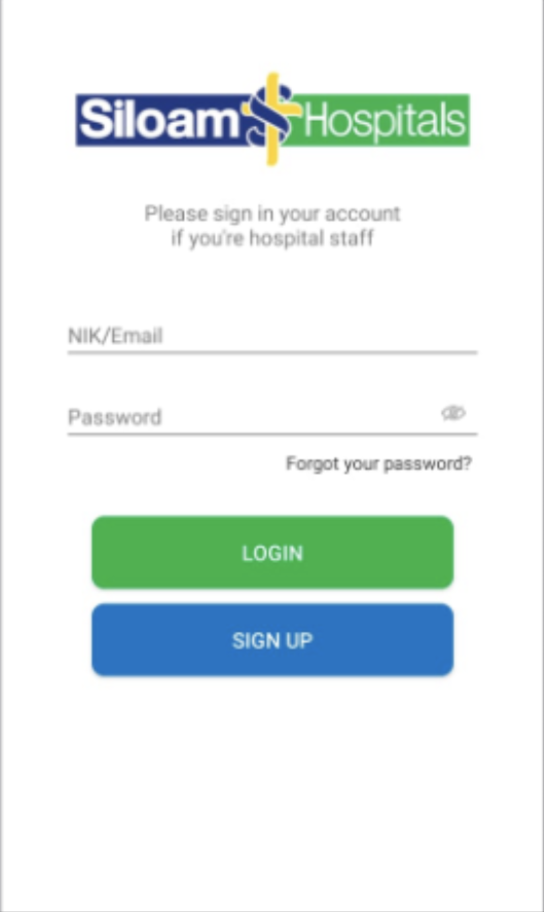 Siloam Hospitals
Please sign in your account
if you're hospital staff
NIK/Email
Password
Forgot your password?
LOGIN
SIGN UP